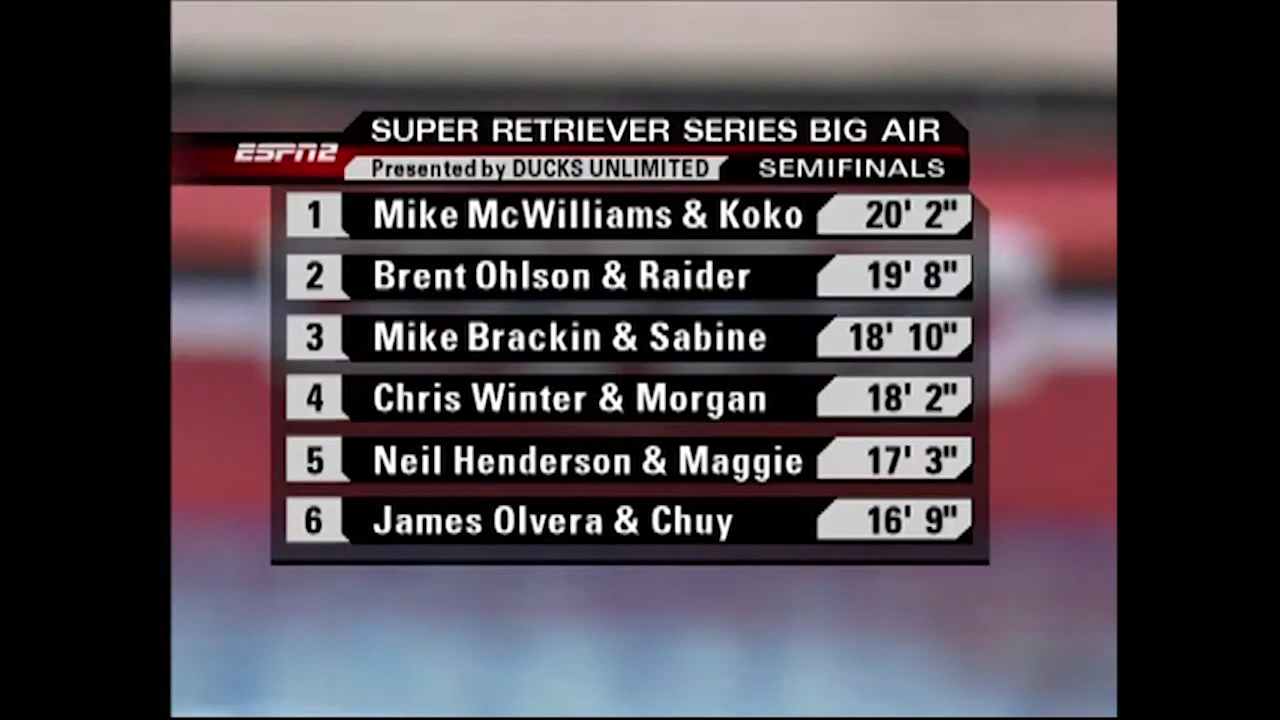 SUPER RETRIEVER SERIES BIG AIR
ESPN2
Presented by DUCKS UNLIMITED SEMIFINALS
1 Mike McWilliams & Koko 20' 2"
2 Brent Ohlson & Raider 19' 8"
3 Mike Brackin & Sabine 18' 10"
4 Chris Winter & Morgan 18' 2"
5 Neil Henderson & Maggie 17' 3"
6 James Olvera & Chuy 16' 9"